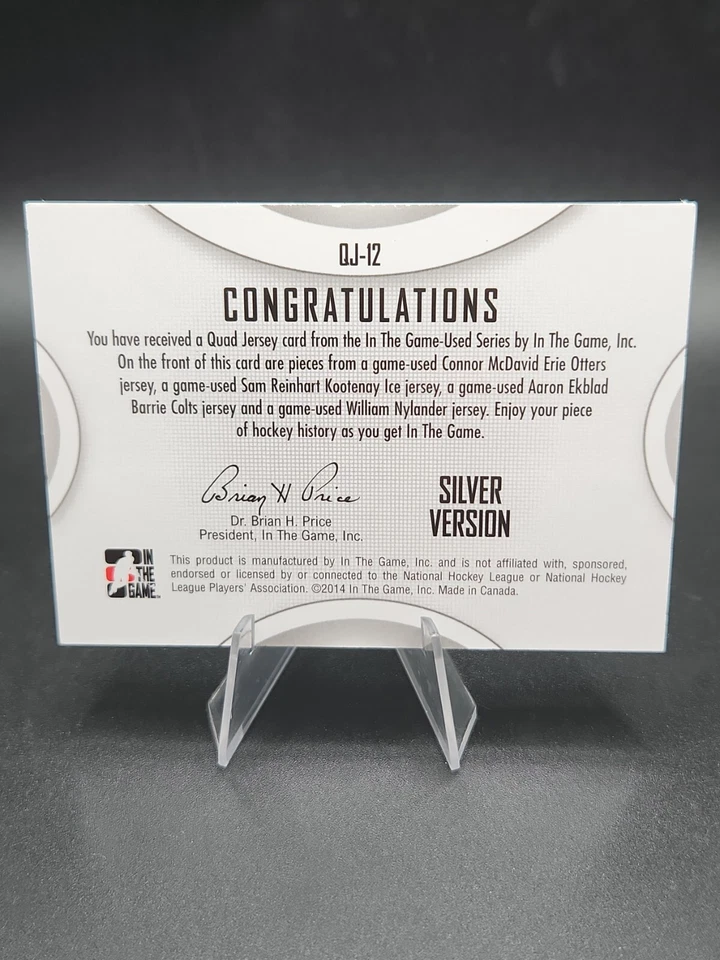 QJ-12
CONGRATULATIONS
You have received a Quad Jersey card from the In The Game-Used Series by In The Game, Inc.
On the front of this card are pieces from a game-used Connor McDavid Erie Otters
jersey, a game-used Sam Reinhart Kootenay Ice jersey, a game-used Aaron Ekblad
Barrie Colts jersey and a game-used William Nylander jersey. Enjoy your piece
of hockey history as you get In The Game.
Brian H Price
Dr. Brian H. Price
President, In The Game, Inc.
SILVER
VERSION
IN
THE
GAME
This product is manufactured by In The Game, Inc. and is not affiliated with, sponsored,
endorsed or licensed by or connected to the National Hockey League or National Hockey
League Players' Association. ©2014 In The Game, Inc. Made in Canada.